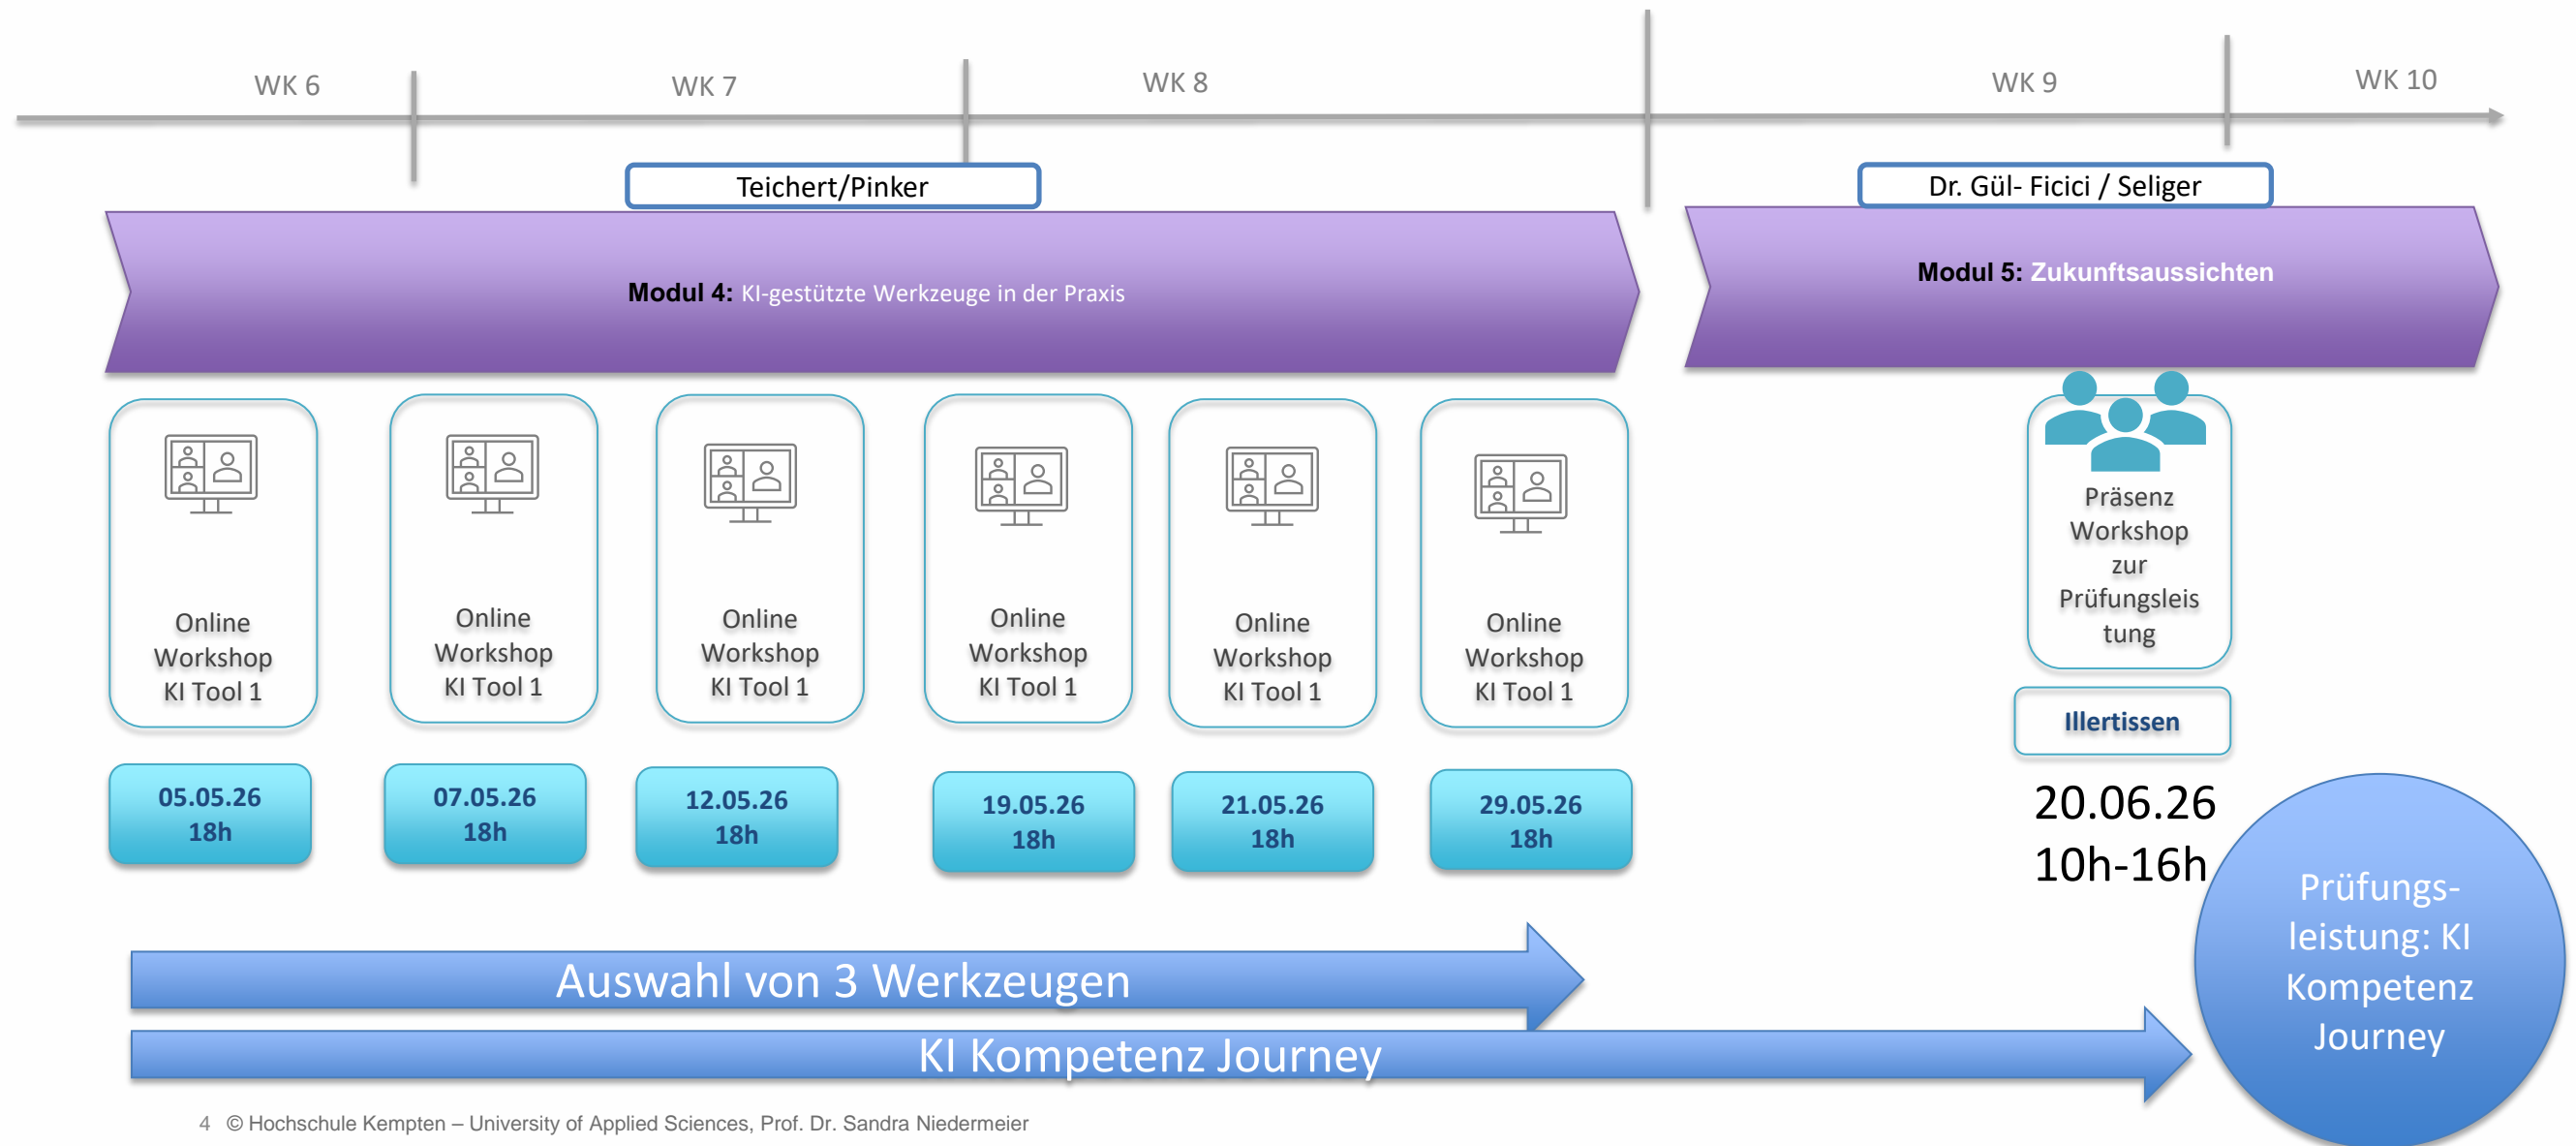 WK 6
WK 7
WK 8
WK 9
WK 10
Teichert/Pinker
Dr. Gül- Ficici / Seliger
Modul 4: KI-gestützte Werkzeuge in der Praxis
Modul 5: Zukunftsaussichten
Online
Workshop
KI Tool 1
Online
Workshop
KI Tool 1
Online
Workshop
KI Tool 1
Online
Workshop
KI Tool 1
Online
Workshop
KI Tool 1
Online
Workshop
KI Tool 1
Präsenz
Workshop
zur
Prüfungsleis
tung
Illertissen
05.05.26
18h
07.05.26
18h
12.05.26
18h
19.05.26
18h
21.05.26
18h
29.05.26
18h
20.06.26
10h-16h
Prüfungs-
leistung: KI
Kompetenz
Journey
Auswahl von 3 Werkzeugen
KI Kompetenz Journey
4 © Hochschule Kempten – University of Applied Sciences, Prof. Dr. Sandra Niedermeier